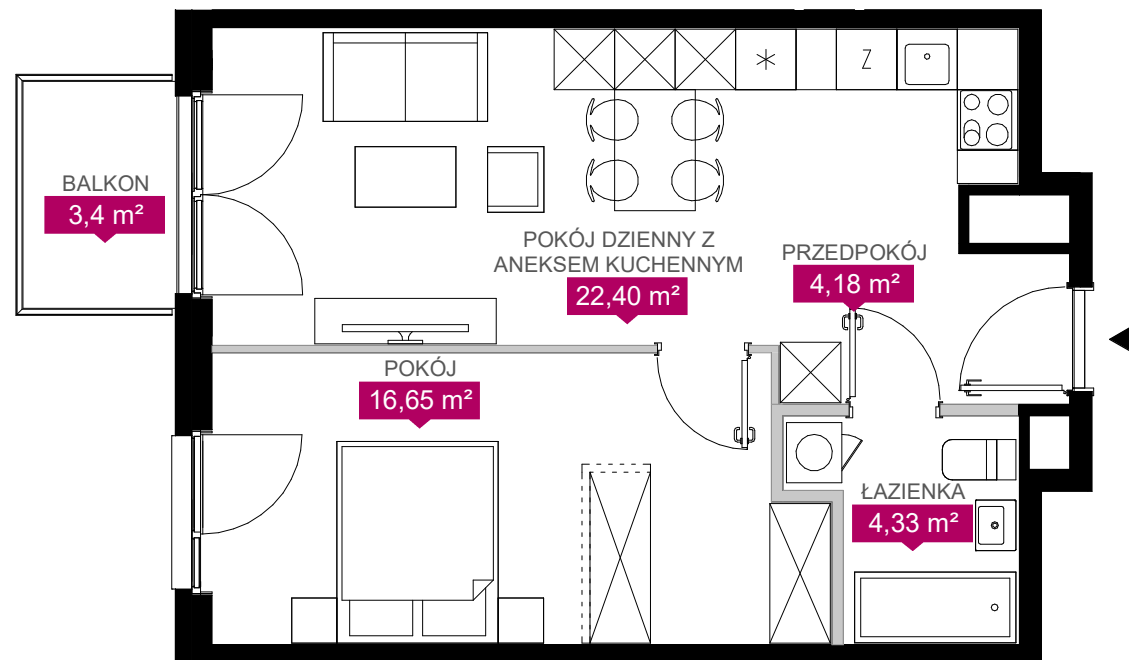 BALKON
3,4 m²
POKÓJ DZIENNY Z
ANEKSEM KUCHENNYM
22,40 m²
PRZEDPOKÓJ
4,18 m²
POKÓJ
16,65 m²
ŁAZIENKA
4,33 m²
Z